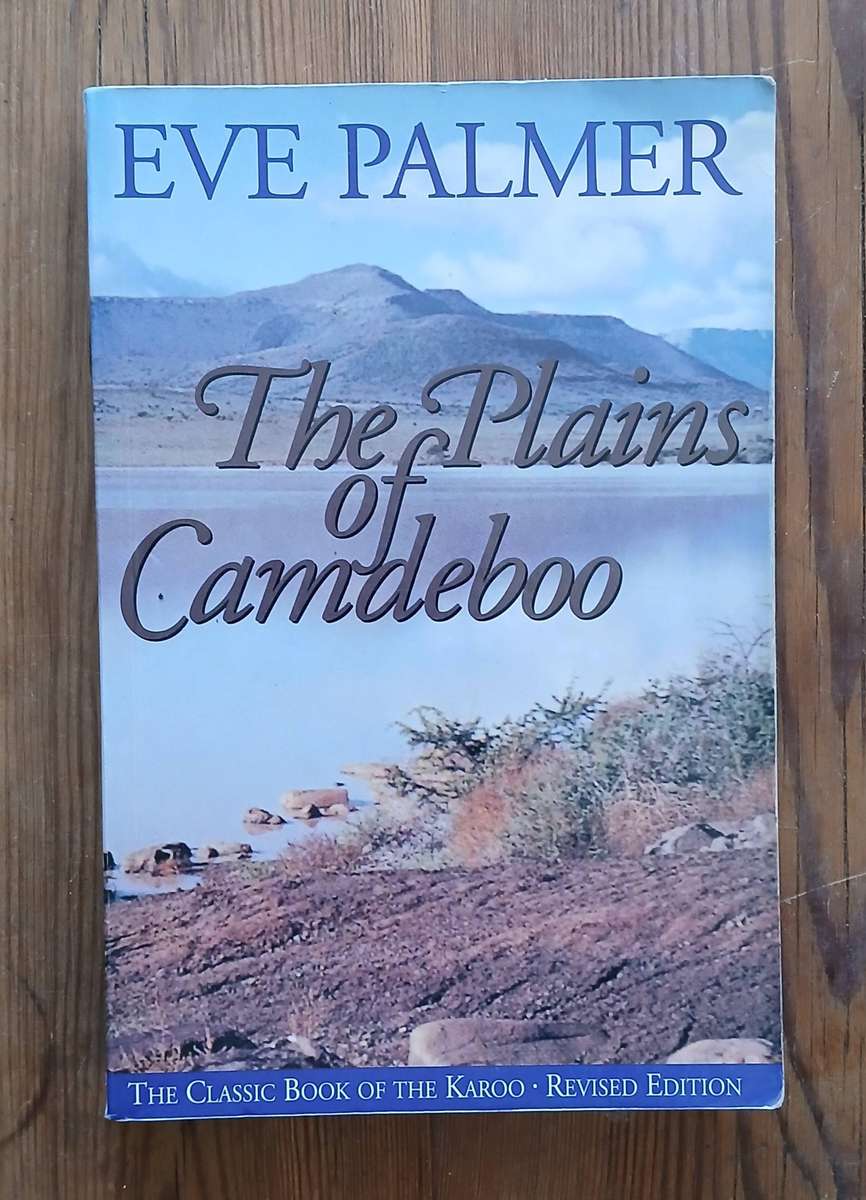 EVE PALMER
The Plains
of
Camdeboo
THE CLASSIC BOOK OF THE KAROO · REVISED EDITION